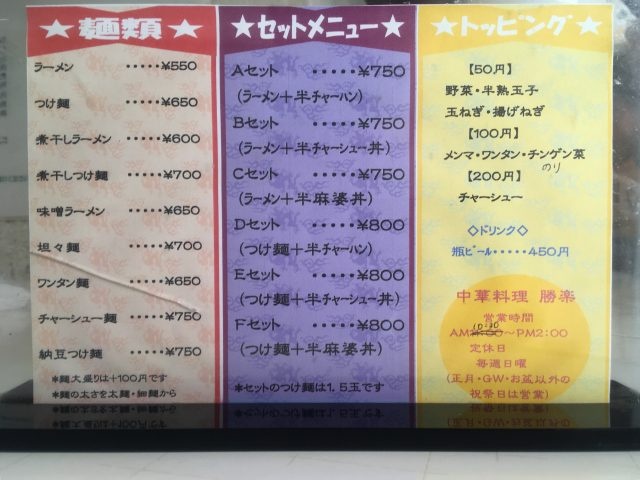 ★ 麺類 ★
ラーメン ・・・・・¥550
つけ麺 ・・・・・¥650
煮干しラーメン ・・・・¥600
煮干しつけ麺 ・・・・¥700
味噌ラーメン ・・・・¥650
坦々麺 ・・・・¥700
ワンタン麺 ・・・・¥650
チャーシュー麺 ・・・・¥750
納豆つけ麺 ・・・・¥750
*麺大盛りは+100円です
*麺の太さを太麺・細麺から
★セットメニュー★
Aセット ・・・・・¥750
(ラーメン+半チャーハン)
Bセット ・・・・・¥750
(ラーメン+半チャーシュー丼)
Cセット ・・・・・¥750
(ラーメン+半麻婆丼)
Dセット ・・・・・¥800
(つけ麺+半チャーハン)
Eセット ・・・・・¥800
(つけ麺+半チャーシュー丼)
Fセット ・・・・・¥800
(つけ麺+半麻婆丼)
*セットのつけ麺は1.5玉です
★トッピング★
【50円】
野菜・半熟玉子
玉ねぎ・揚げねぎ
【100円】
メンマ・ワンタン・チンゲン菜
のり
【200円】
チャーシュー
◇ドリンク◇
瓶ビール・・・・・450円
中華料理 勝楽
営業時間
10:30
AM:00〜PM2:00
定休日
毎週日曜
(正月・GW・お盆以外の
祝祭日は営業)